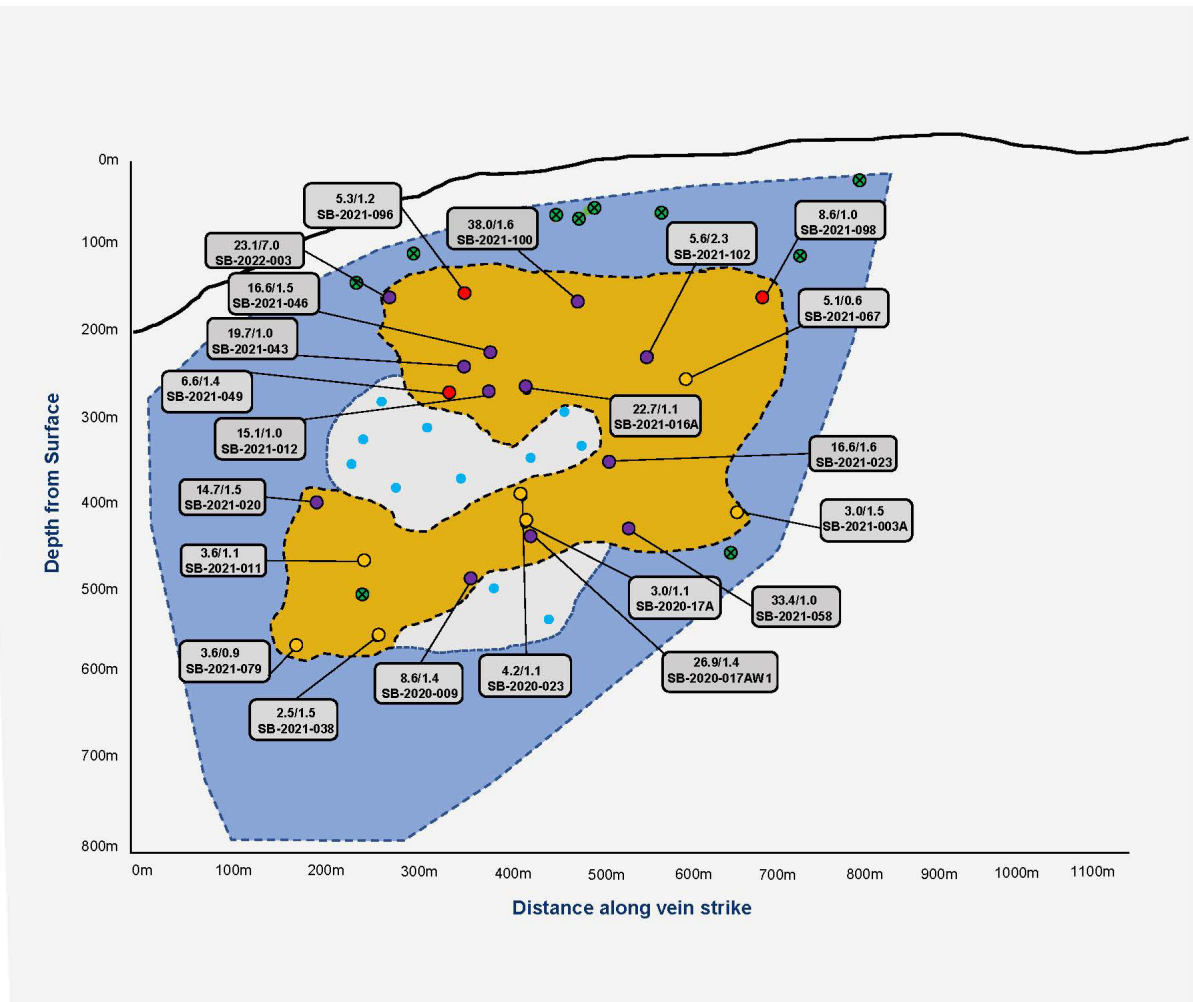 0m
100m
200m
300m
400m
500m
600m
700m
800m
Depth from Surface
5.3/1.2
SB-2021-096
38.0/1.6
SB-2021-100
8.6/1.0
SB-2021-098
23.1/7.0
SB-2022-003
5.6/2.3
SB-2021-102
16.6/1.5
SB-2021-046
5.1/0.6
SB-2021-067
19.7/1.0
SB-2021-043
6.6/1.4
SB-2021-049
22.7/1.1
SB-2021-016A
15.1/1.0
SB-2021-012
16.6/1.6
SB-2021-023
14.7/1.5
SB-2021-020
3.0/1.5
SB-2021-003A
3.6/1.1
SB-2021-011
3.0/1.1
SB-2020-17A
33.4/1.0
SB-2021-058
3.6/0.9
SB-2021-079
8.6/1.4
SB-2020-009
4.2/1.1
SB-2020-023
26.9/1.4
SB-2020-017AW1
2.5/1.5
SB-2021-038
0m 100m 200m 300m 400m 500m 600m 700m 800m 900m 1000m 1100m
Distance along vein strike